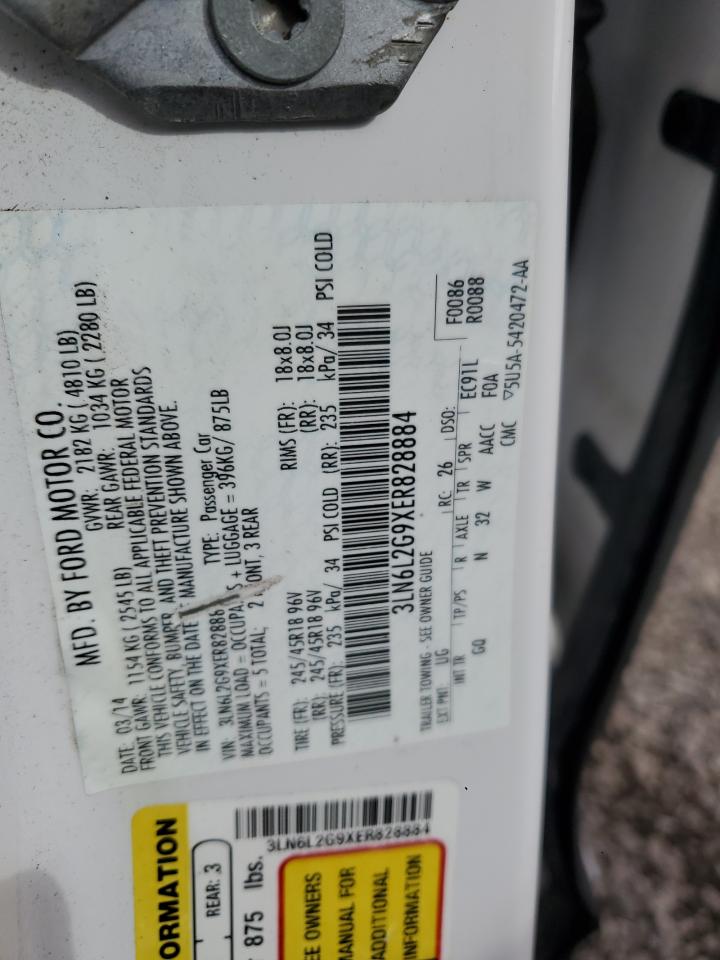 MFD. BY FORD MOTOR CO.
DATE: 03/14 GVWR: 2182 KG ( 4810 LB)
FRONT GAWR: 1154 KG ( 2545 LB) REAR GAWR: 1034 KG ( 2280 LB)
THIS VEHICLE CONFORMS TO ALL APPLICABLE FEDERAL MOTOR
VEHICLE SAFETY, BUMPER, AND THEFT PREVENTION STANDARDS
IN EFFECT ON THE DATE MANUFACTURE SHOWN ABOVE.
VIN: 3LN6L2G9XER82888 TYPE: Passenger Car
MAXIMUM LOAD = OCCUPANTS + LUGGAGE = 396KG/ 875LB
OCCUPANTS = 5 TOTAL; 2 FRONT, 3 REAR
TIRE (FR): 245/45R18 96V RIMS (FR): 18x8.0J
(RR): 245/45R18 96V (RR): 18x8.0J
PRESSURE (FR): 235 kPa/ 34 PSI COLD (RR): 235 kPa/ 34 PSI COLD
3LN6L2G9XER828884
TRAILER TOWING - SEE OWNER GUIDE
EXT PNT: UG RC: 26 DSO: F0086
INT TR TP/PS R AXLE TR SPR EC91L R0088
GQ N 32 W AACC FOA
CMC ▽5U5A-5420472-AA
ORMATION
REAR: 3
875 lbs.
3LN6L2G9XER828884
EE OWNERS
MANUAL FOR
ADDITIONAL
INFORMATION